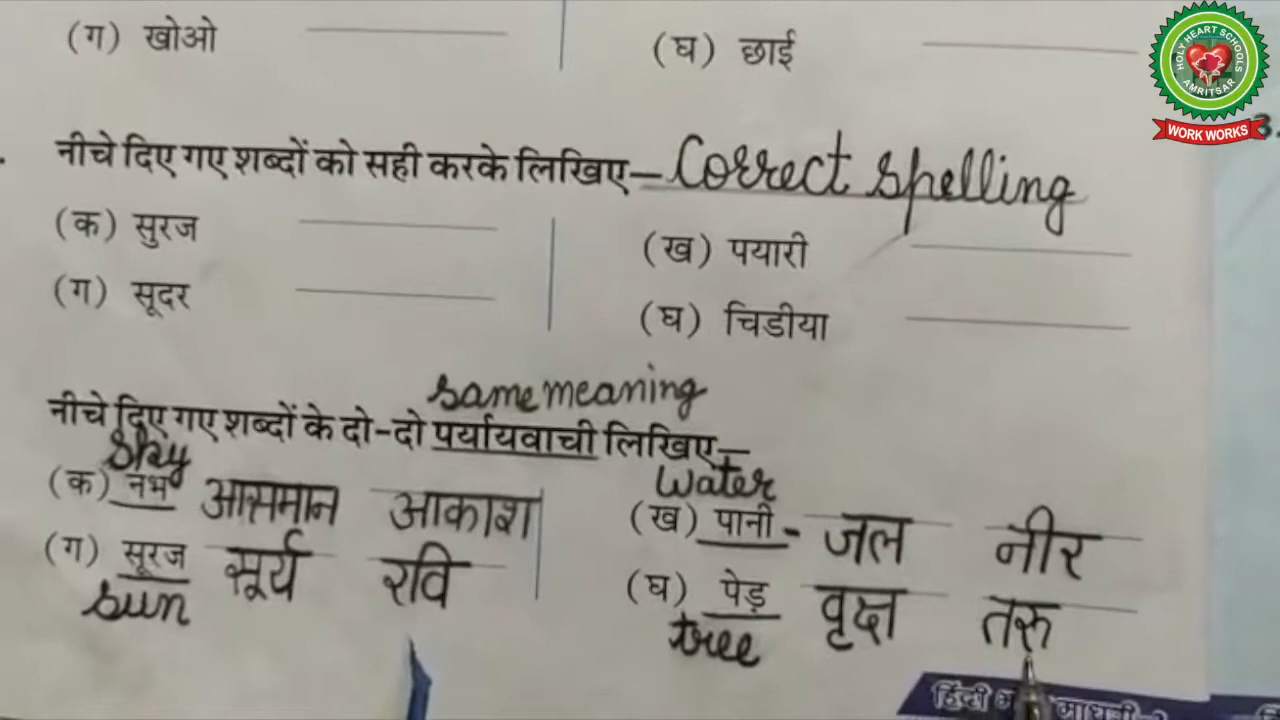 (ग) खोओ (घ) छाई
HOLY HEART SCHOOLS AMRITSAR
WORK WORKS
3.
नीचे दिए गए शब्दों को सही करके लिखिए— Correct spelling
(क) सुरज (ख) पयारी
(ग) सूदर (घ) चिडीया
same meaning
नीचे दिए गए शब्दों के दो-दो पर्यायवाची लिखिए—
sky water
(क) नभ आसमान आकाश (ख) पानी - जल नीर
(ग) सूरज सूर्य रवि (घ) पेड़ वृक्ष तरु
sun tree
हिंदी